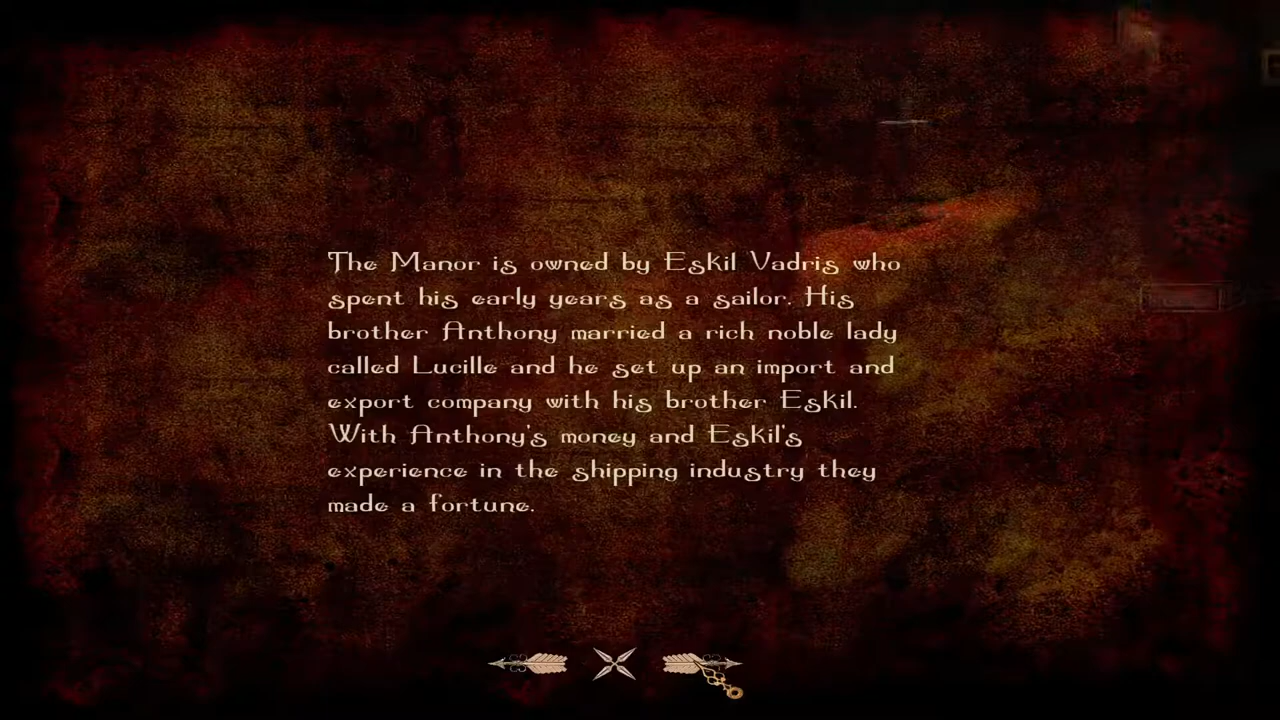 The Manor is owned by Eskil Vadris who
spent his early years as a sailor. His
brother Anthony married a rich noble lady
called Lucille and he set up an import and
export company with his brother Eskil.
With Anthony's money and Eskil's
experience in the shipping industry they
made a fortune.